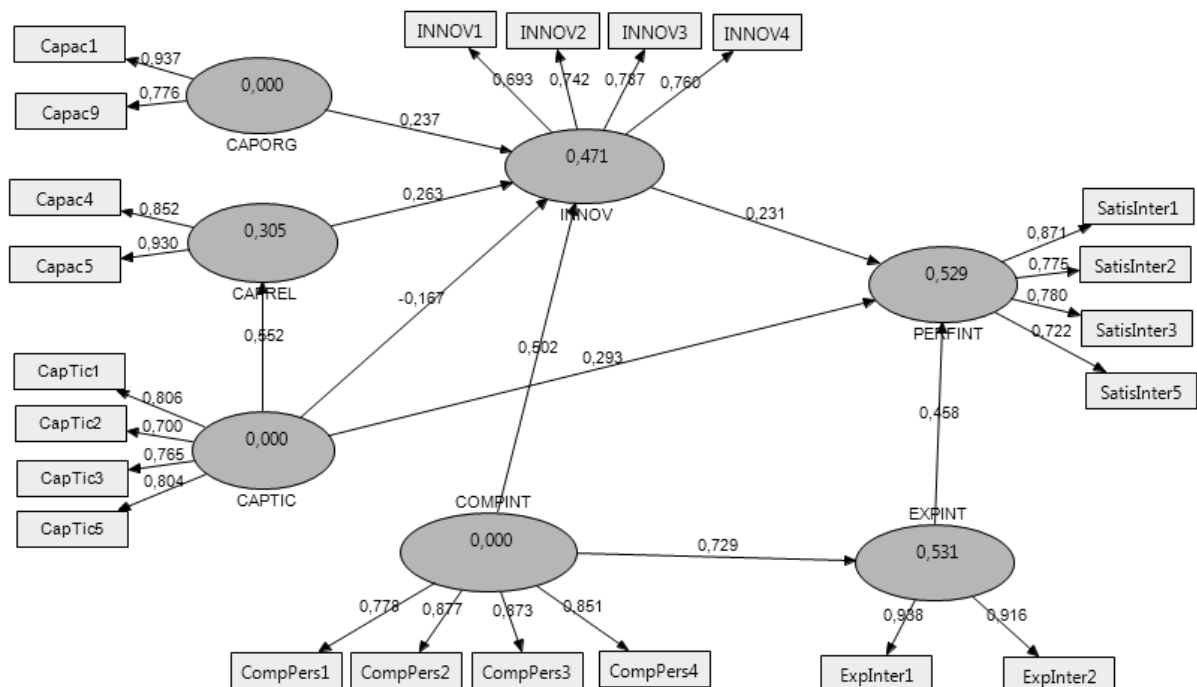 INNOV1
INNOV2
INNOV3
INNOV4
Capac1
0,937
0,693
0,742
0,787
0,760
0,000
Capac9
0,776
0,237
CAPORG
0,471
Capac4
0,852
0,263
INNOV
0,231
SatisInter1
0,305
0,871
Capac5
0,930
0,529
0,775
SatisInter2
CAPREL
-0,167
0,780
PERFINT
SatisInter3
0,552
0,502
0,293
0,722
CapTic1
0,806
SatisInter5
CapTic2
0,700
0,458
0,000
CapTic3
0,765
0,804
CAPTIC
CapTic5
COMPINT
EXPINT
0,000
0,729
0,531
0,778
0,877
0,873
0,851
0,938
0,916
CompPers1
CompPers2
CompPers3
CompPers4
ExpInter1
ExpInter2